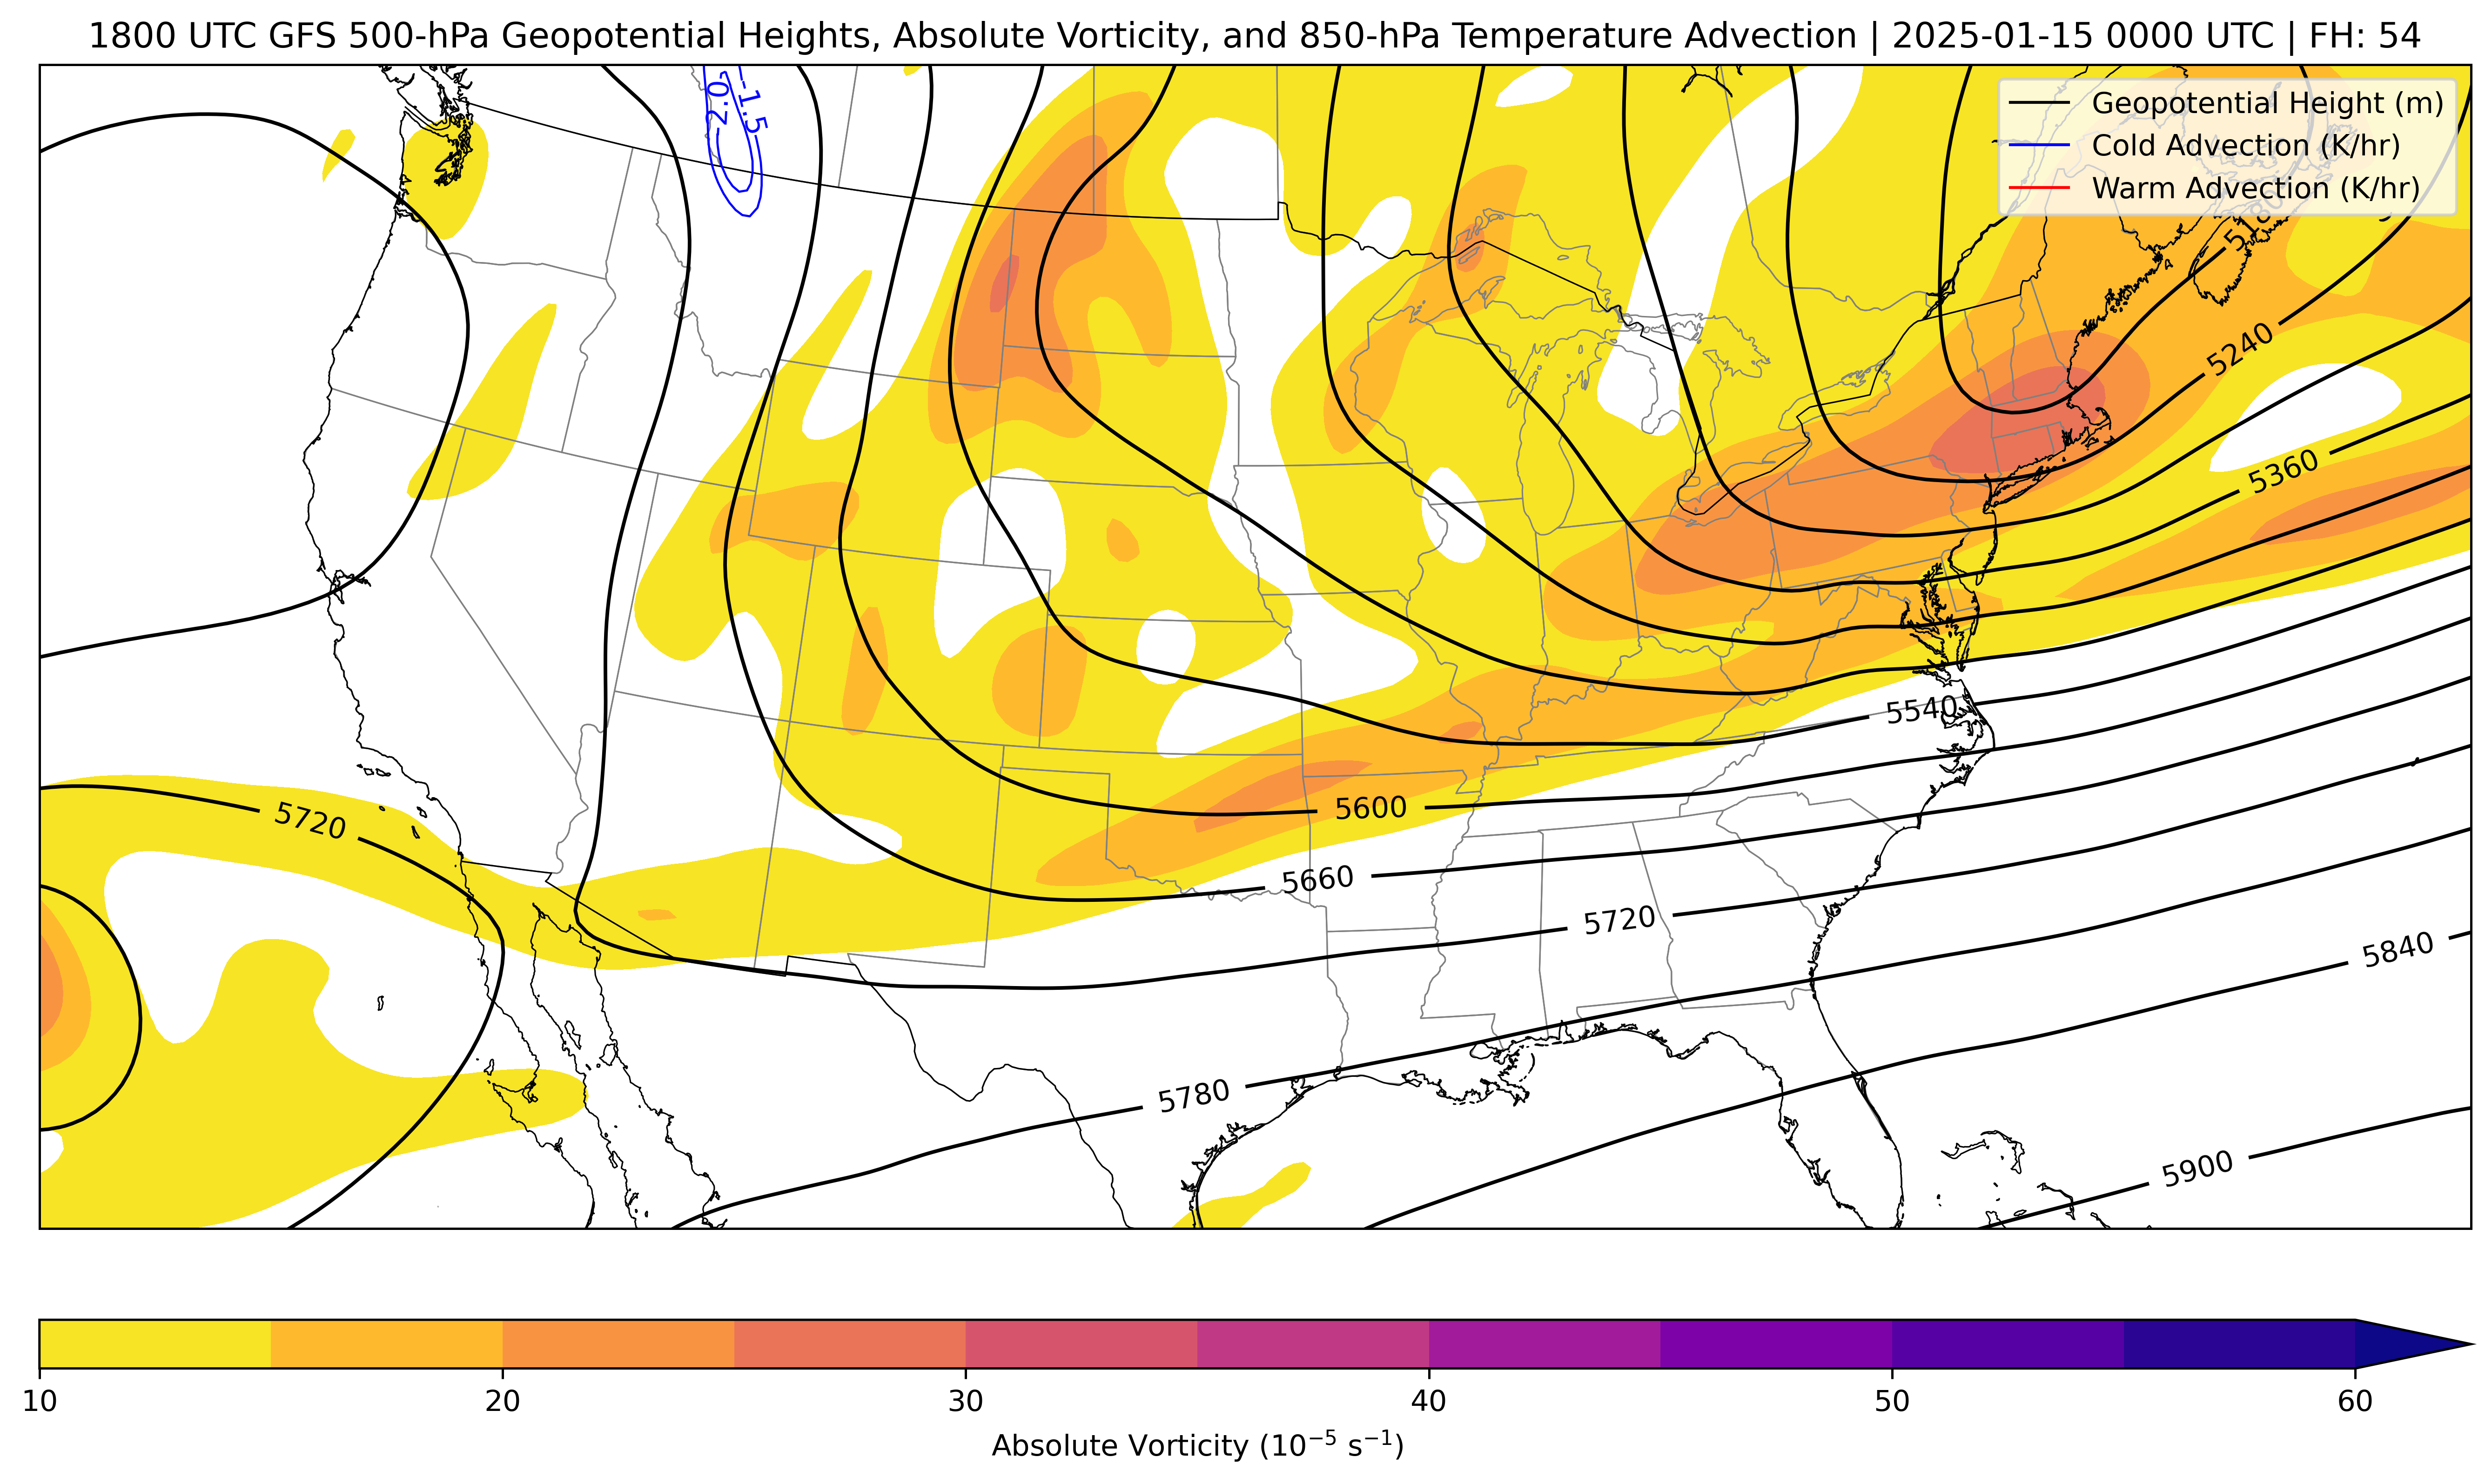 1800 UTC GFS 500-hPa Geopotential Heights, Absolute Vorticity, and 850-hPa Temperature Advection | 2025-01-15 0000 UTC | FH: 54
Geopotential Height (m)
Cold Advection (K/hr)
Warm Advection (K/hr)
-1.5
5240
5360
5540
5720
5600
5660
5720
5840
5780
5900
10 20 30 40 50 60
Absolute Vorticity (10⁻⁵ s⁻¹)